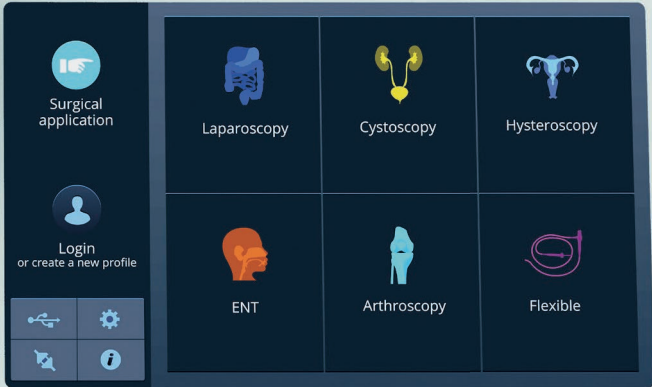 Surgical
application
Login
or create a new profile
Laparoscopy
Cystoscopy
Hysteroscopy
ENT
Arthroscopy
Flexible